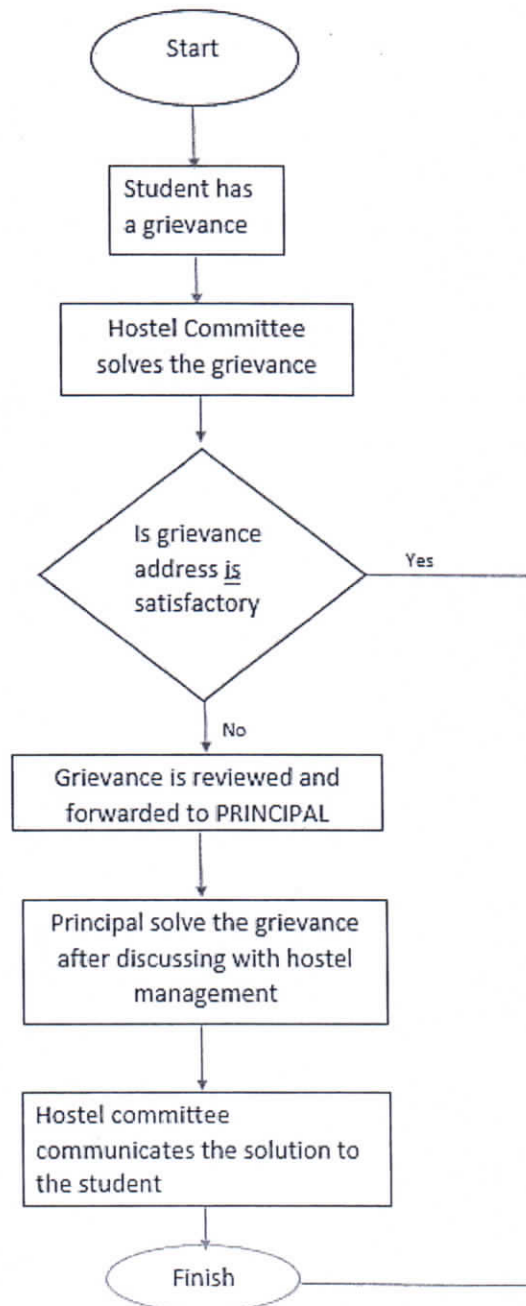 Start
Student has
a grievance
Hostel Committee
solves the grievance
Is grievance
address is
satisfactory
Yes
No
Grievance is reviewed and
forwarded to PRINCIPAL
Principal solve the grievance
after discussing with hostel
management
Hostel committee
communicates the solution to
the student
Finish